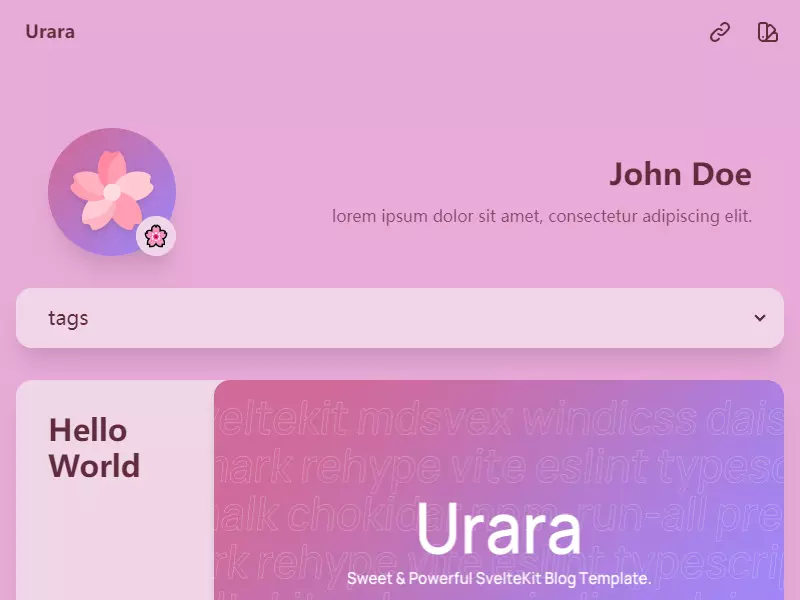 Urara
John Doe
lorem ipsum dolor sit amet, consectetur adipiscing elit.
tags
Hello
World
veltekit mdsvex windicss dais
mark rehype vite eslint typesc
halk chokidar npm-run-all pre
Urara
rk rehype vite eslint typescrip
Sweet & Powerful SvelteKit Blog Template.